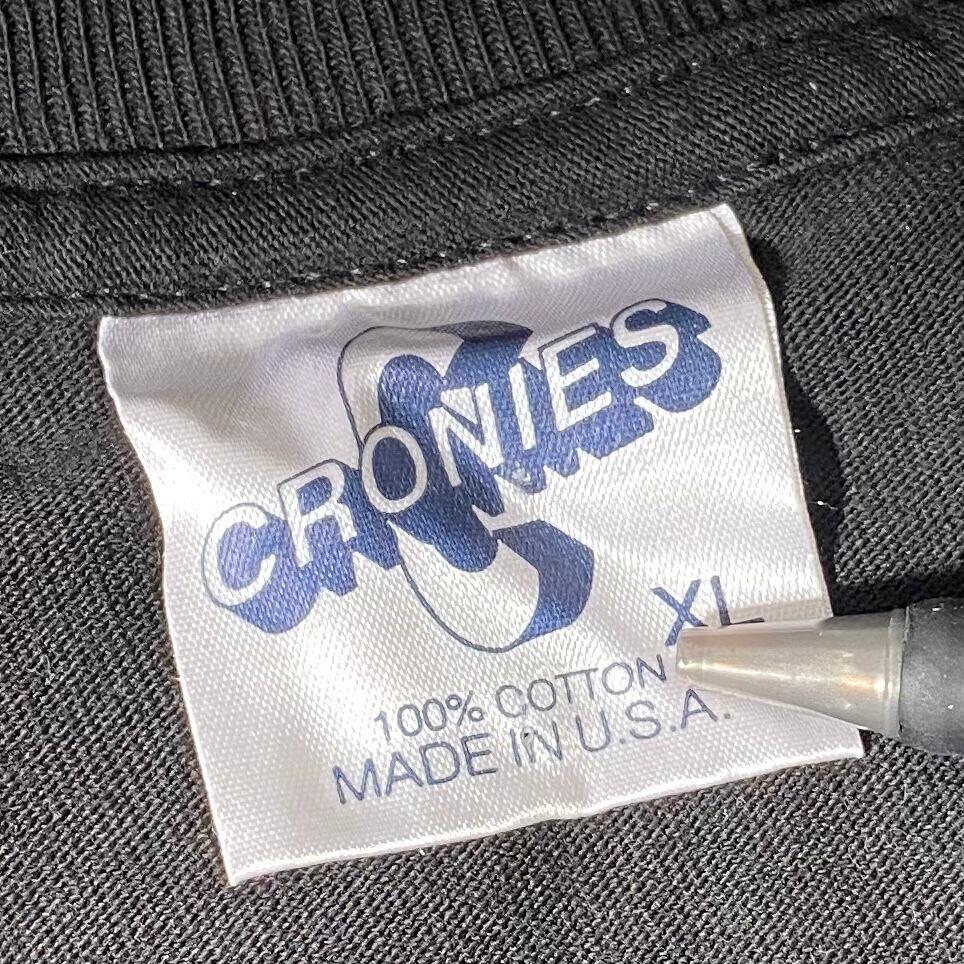 CRONIES
XL
100% COTTON
MADE IN U.S.A.